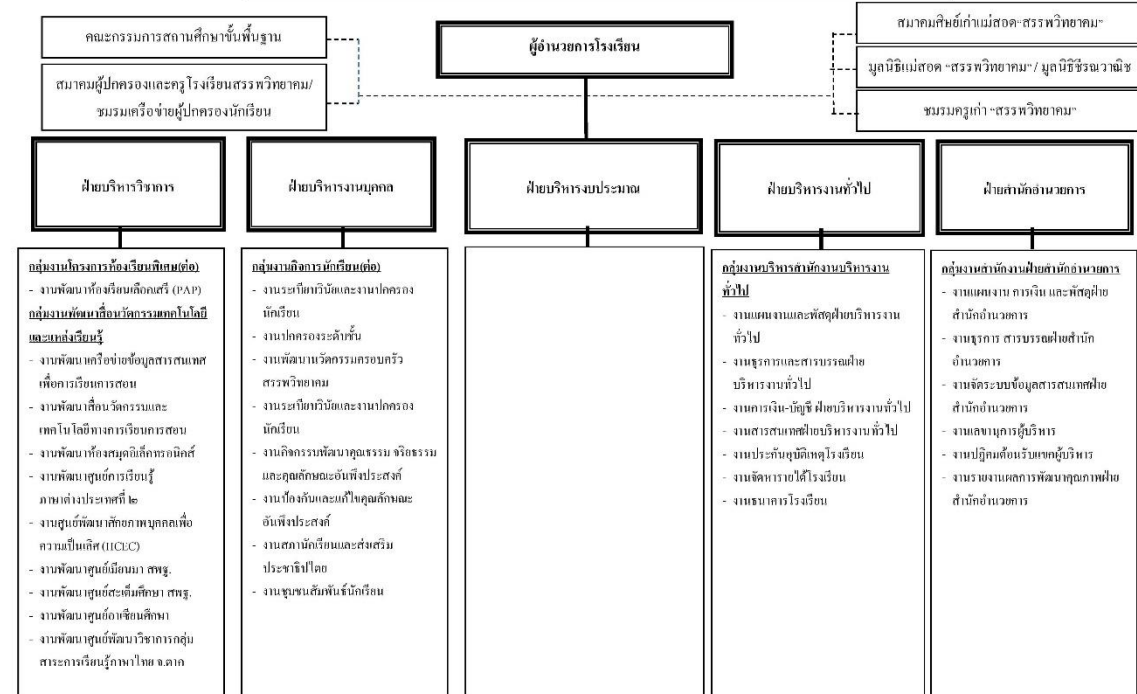 คณะกรรมการสถานศึกษาขั้นพื้นฐาน
สมาคมผู้ปกครองและครูโรงเรียนสรรพวิทยาคม/
ชมรมเครือข่ายผู้ปกครองนักเรียน
ผู้อำนวยการโรงเรียน
สมาคมศิษย์เก่าแม่สอด“สรรพวิทยาคม”
มูลนิธิแม่สอด “สรรพวิทยาคม” / มูลนิธิชีรณวาณิช
ชมรมครูเก่า “สรรพวิทยาคม”
ฝ่ายบริหารวิชาการ
กลุ่มงานโครงการห้องเรียนพิเศษ(ต่อ)
- งานพัฒนาห้องเรียนเลือกเสรี (PAP)
กลุ่มงานพัฒนาสื่อนวัตกรรมเทคโนโลยี
และแหล่งเรียนรู้
- งานพัฒนาเครือข่ายข้อมูลสารสนเทศ
เพื่อการเรียนการสอน
- งานพัฒนาสื่อนวัตกรรมและ
เทคโนโลยีทางการเรียนการสอน
- งานพัฒนาห้องสมุดอิเล็กทรอนิกส์
- งานพัฒนาศูนย์การเรียนรู้
ภาษาต่างประเทศที่ ๒
- งานศูนย์พัฒนาศักยภาพบุคคลเพื่อ
ความเป็นเลิศ (HCEC)
- งานพัฒนาศูนย์เมียนมา สพฐ.
- งานพัฒนาศูนย์สะเต็มศึกษา สพฐ.
- งานพัฒนาศูนย์อาเซียนศึกษา
- งานพัฒนาศูนย์พัฒนาวิชาการกลุ่ม
สาระการเรียนรู้ภาษาไทย จ.ตาก
ฝ่ายบริหารงานบุคคล
กลุ่มงานกิจการนักเรียน(ต่อ)
- งานระเบียบวินัยและงานปกครอง
นักเรียน
- งานปกครองระดับชั้น
- งานพัฒนานวัตกรรมครอบครัว
สรรพวิทยาคม
- งานระเบียบวินัยและงานปกครอง
นักเรียน
- งานกิจกรรมพัฒนาคุณธรรม จริยธรรม
และคุณลักษณะอันพึงประสงค์
- งานป้องกันและแก้ไขคุณลักษณะ
อันพึงประสงค์
- งานสภานักเรียนและส่งเสริม
ประชาธิปไตย
- งานชุมชนสัมพันธ์นักเรียน
ฝ่ายบริหารงบประมาณ
ฝ่ายบริหารงานทั่วไป
กลุ่มงานบริหารสำนักงานบริหารงาน
ทั่วไป
- งานแผนงานและพัสดุฝ่ายบริหารงาน
ทั่วไป
- งานธุรการและสารบรรณฝ่าย
บริหารงานทั่วไป
- งานการเงิน-บัญชี ฝ่ายบริหารงานทั่วไป
- งานสารสนเทศฝ่ายบริหารงานทั่วไป
- งานประกันอุบัติเหตุโรงเรียน
- งานจัดหารายได้โรงเรียน
- งานธนาคารโรงเรียน
ฝ่ายสำนักอำนวยการ
กลุ่มงานสำนักงานฝ่ายสำนักอำนวยการ
- งานแผนงาน การเงิน และพัสดุฝ่าย
สำนักอำนวยการ
- งานธุรการ สารบรรณฝ่ายสำนัก
อำนวยการ
- งานจัดระบบข้อมูลสารสนเทศฝ่าย
สำนักอำนวยการ
- งานเลขานุการผู้บริหาร
- งานปฏิคมต้อนรับแขกผู้บริหาร
- งานรายงานผลการพัฒนาคุณภาพฝ่าย
สำนักอำนวยการ